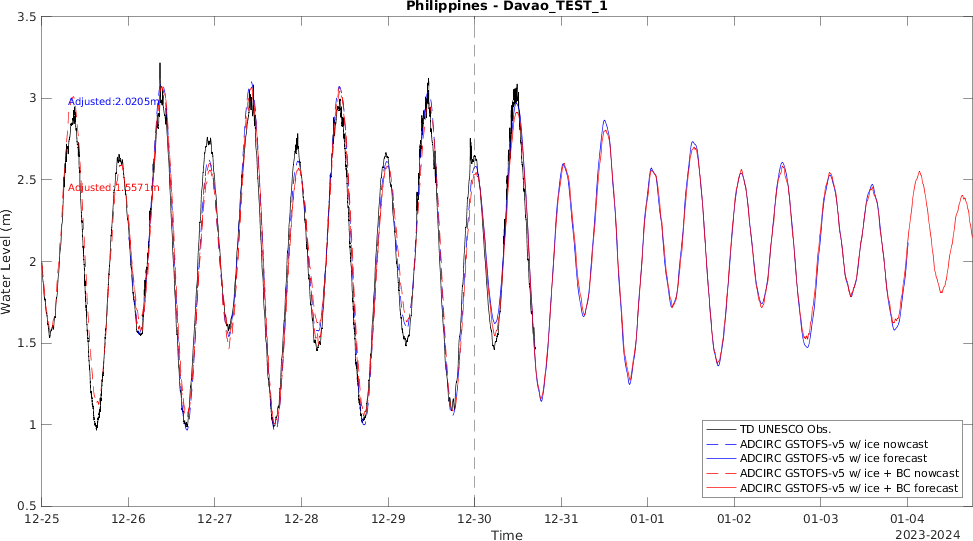 Philippines - Davao_TEST_1
Water Level (m)
3.5
3
2.5
2
1.5
1
0.5
Adjusted:2.0205m
Adjusted:1.5571m
TD UNESCO Obs.
ADCIRC GSTOFS-v5 w/ ice nowcast
ADCIRC GSTOFS-v5 w/ ice forecast
ADCIRC GSTOFS-v5 w/ ice + BC nowcast
ADCIRC GSTOFS-v5 w/ ice + BC forecast
12-25 12-26 12-27 12-28 12-29 12-30 12-31 01-01 01-02 01-03 01-04
Time
2023-2024